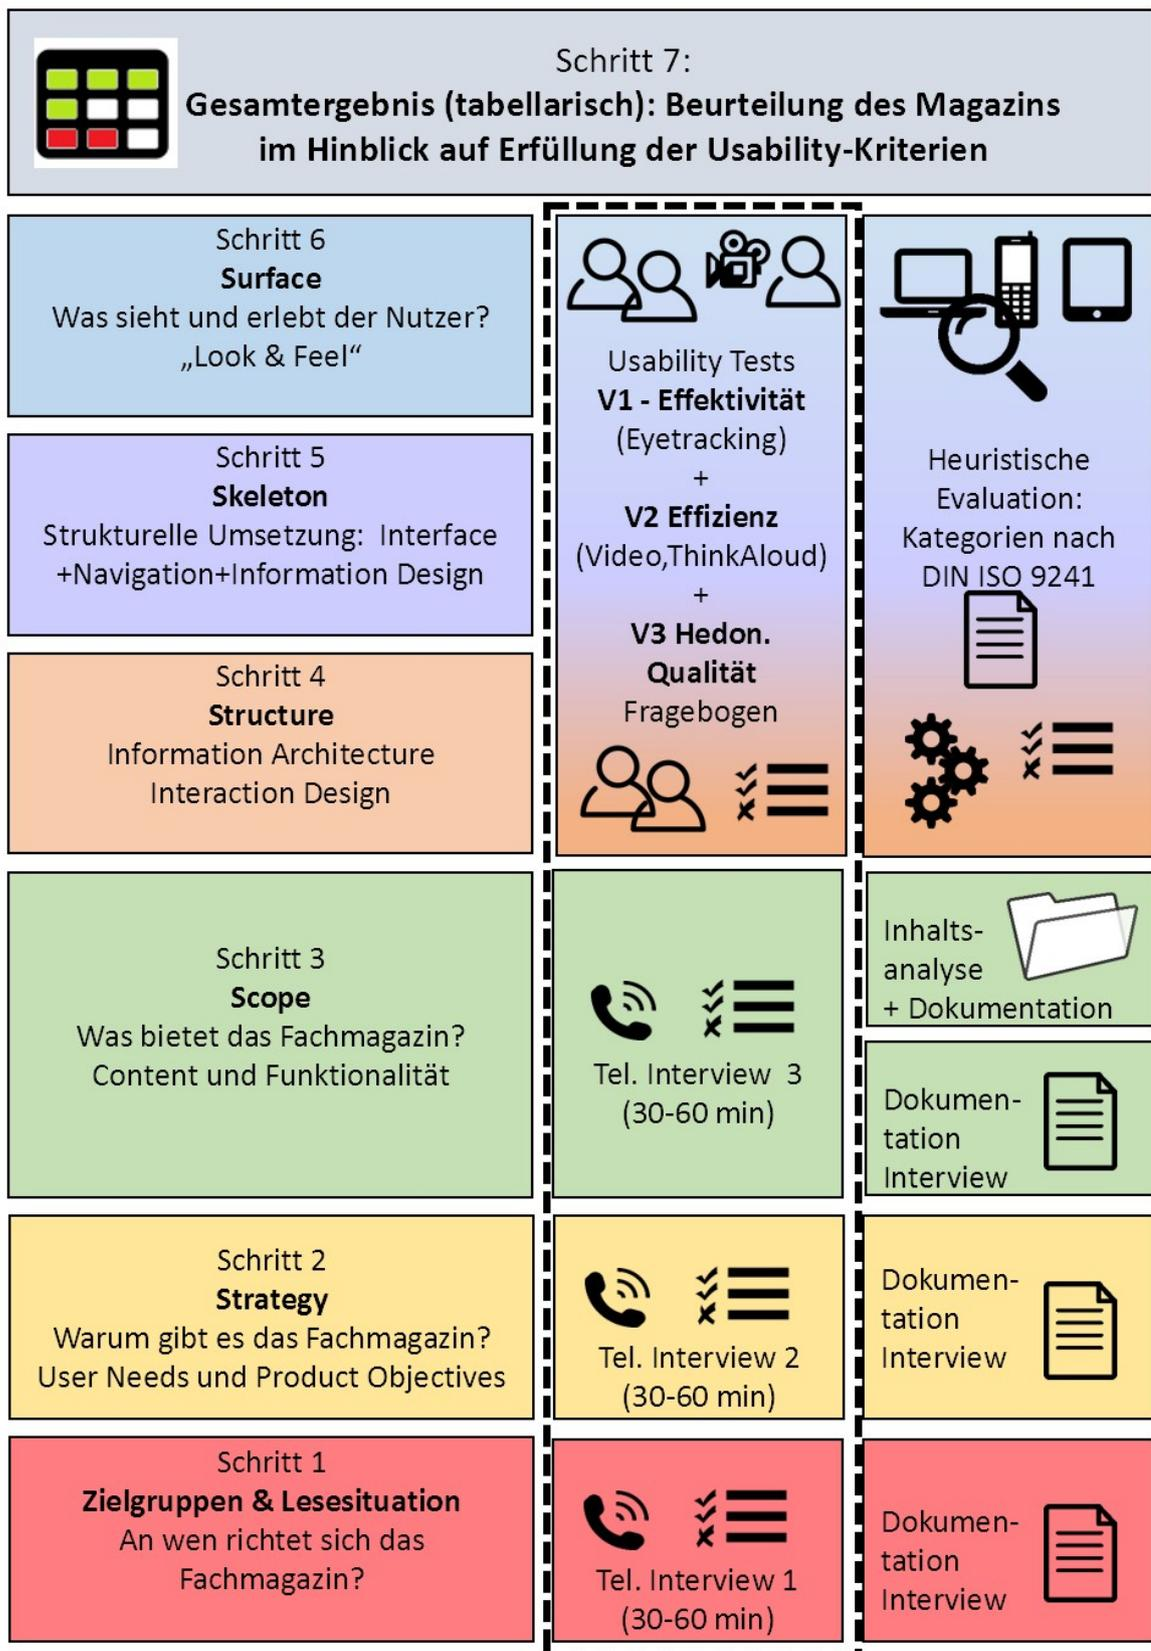 Schritt 7:
Gesamtergebnis (tabellarisch): Beurteilung des Magazins
im Hinblick auf Erfüllung der Usability-Kriterien
Schritt 6
Surface
Was sieht und erlebt der Nutzer?
„Look & Feel“
Schritt 5
Skeleton
Strukturelle Umsetzung: Interface
+Navigation+Information Design
Schritt 4
Structure
Information Architecture
Interaction Design
Usability Tests
V1 - Effektivität
(Eyetracking)
+
V2 Effizienz
(Video,ThinkAloud)
+
V3 Hedon.
Qualität
Fragebogen
Heuristische
Evaluation:
Kategorien nach
DIN ISO 9241
Schritt 3
Scope
Was bietet das Fachmagazin?
Content und Funktionalität
Tel. Interview 3
(30-60 min)
Inhalts-
analyse
+ Dokumentation
Dokumen-
tation
Interview
Schritt 2
Strategy
Warum gibt es das Fachmagazin?
User Needs und Product Objectives
Tel. Interview 2
(30-60 min)
Dokumen-
tation
Interview
Schritt 1
Zielgruppen & Lesesituation
An wen richtet sich das
Fachmagazin?
Tel. Interview 1
(30-60 min)
Dokumen-
tation
Interview